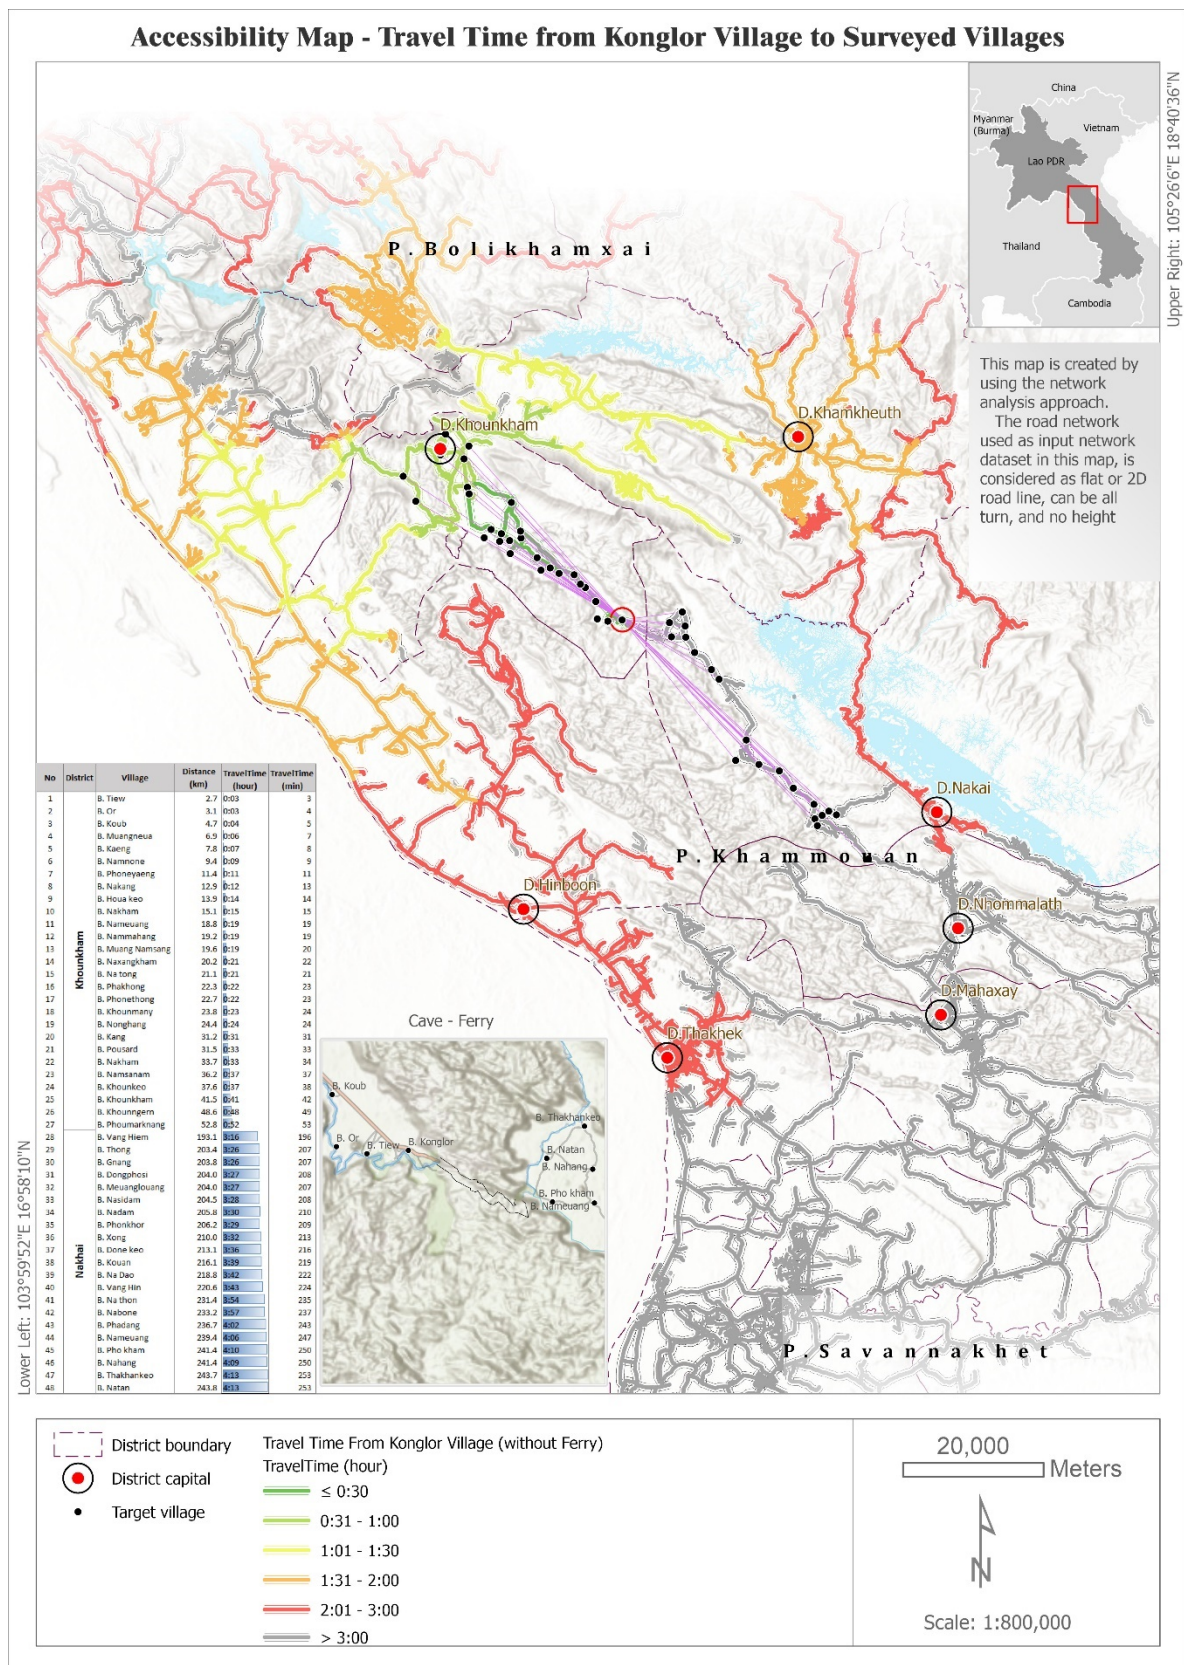 Accessibility Map - Travel Time from Konglor Village to Surveyed Villages
Upper Right: 105°26'6"E 18°40'36"N
China
Myanmar
(Burma)
Vietnam
Lao PDR
Thailand
Cambodia
This map is created by
using the network
analysis approach.
The road network
used as input network
dataset in this map, is
considered as flat or 2D
road line, can be all
turn, and no height
P. Bolikhamxai
D.Khounkham
D.Khamkheuth
D.Nakai
P. Khammouan
D.Hinboon
D.Nhommalath
D.Mahaxay
D.Thakhek
P. Savannakhet
No District Village Distance (km) TravelTime (hour) TravelTime (min)
Khounkham
1 B. Tiew 2.7 0:03 3
2 B. Or 3.1 0:03 4
3 B. Koub 4.7 0:04 5
4 B. Muangneua 6.9 0:06 7
5 B. Kaeng 7.8 0:07 8
6 B. Namnone 9.4 0:09 9
7 B. Phoneyaeng 11.4 0:11 11
8 B. Nakang 12.9 0:12 13
9 B. Houa keo 13.9 0:14 14
10 B. Nakham 15.1 0:15 15
11 B. Nameuang 18.8 0:19 19
12 B. Nammahang 19.2 0:19 19
13 B. Muang Namsang 19.6 0:19 20
14 B. Naxangkham 20.2 0:21 22
15 B. Na tong 21.1 0:21 21
16 B. Phakhong 22.3 0:22 23
17 B. Phonethong 22.7 0:22 23
18 B. Khounmany 23.8 0:23 24
19 B. Nonghang 24.4 0:24 24
20 B. Kang 31.2 0:31 31
21 B. Pousard 31.5 0:33 33
22 B. Nakham 33.7 0:33 34
23 B. Namsanam 36.2 0:37 37
24 B. Khounkeo 37.6 0:37 38
25 B. Khounkham 41.5 0:41 42
26 B. Khounngern 48.6 0:48 49
27 B. Phoumarknang 52.8 0:52 53
Nakhai
28 B. Vang Hiem 193.1 3:16 196
29 B. Thong 203.4 3:26 207
30 B. Gnang 203.8 3:26 207
31 B. Dongphosi 204.0 3:27 208
32 B. Meuanglouang 204.0 3:27 207
33 B. Nasidam 204.5 3:28 208
34 B. Nadam 205.8 3:30 210
35 B. Phonkhor 206.2 3:29 209
36 B. Xong 210.0 3:32 213
37 B. Done keo 213.1 3:36 216
38 B. Kouan 216.1 3:39 219
39 B. Na Dao 218.8 3:42 222
40 B. Vang Hin 220.6 3:43 224
41 B. Na thon 231.4 3:54 235
42 B. Nabone 233.2 3:57 237
43 B. Phadang 236.7 4:02 243
44 B. Nameuang 239.4 4:06 247
45 B. Pho kham 241.4 4:10 250
46 B. Nahang 241.4 4:09 250
47 B. Thakhankeo 243.7 4:13 253
48 B. Natan 243.8 4:13 253
Cave - Ferry
B. Koub
B. Or
B. Tiew
B. Konglor
B. Thakhankeo
B. Natan
B. Nahang
B. Pho kham
B. Nameuang
Lower Left: 103°59'52"E 16°58'10"N
District boundary
District capital
Target village
Travel Time From Konglor Village (without Ferry)
TravelTime (hour)
≤ 0:30
0:31 - 1:00
1:01 - 1:30
1:31 - 2:00
2:01 - 3:00
> 3:00
20,000
Meters
N
Scale: 1:800,000